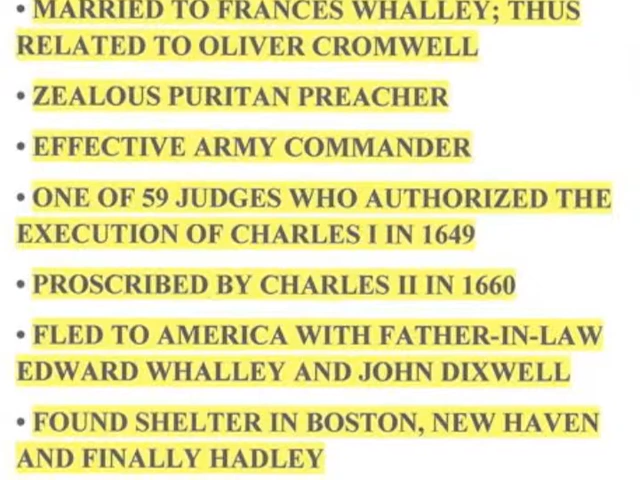 • MARRIED TO FRANCES WHALLEY; THUS
RELATED TO OLIVER CROMWELL
• ZEALOUS PURITAN PREACHER
• EFFECTIVE ARMY COMMANDER
• ONE OF 59 JUDGES WHO AUTHORIZED THE
EXECUTION OF CHARLES I IN 1649
• PROSCRIBED BY CHARLES II IN 1660
• FLED TO AMERICA WITH FATHER-IN-LAW
EDWARD WHALLEY AND JOHN DIXWELL
• FOUND SHELTER IN BOSTON, NEW HAVEN
AND FINALLY HADLEY